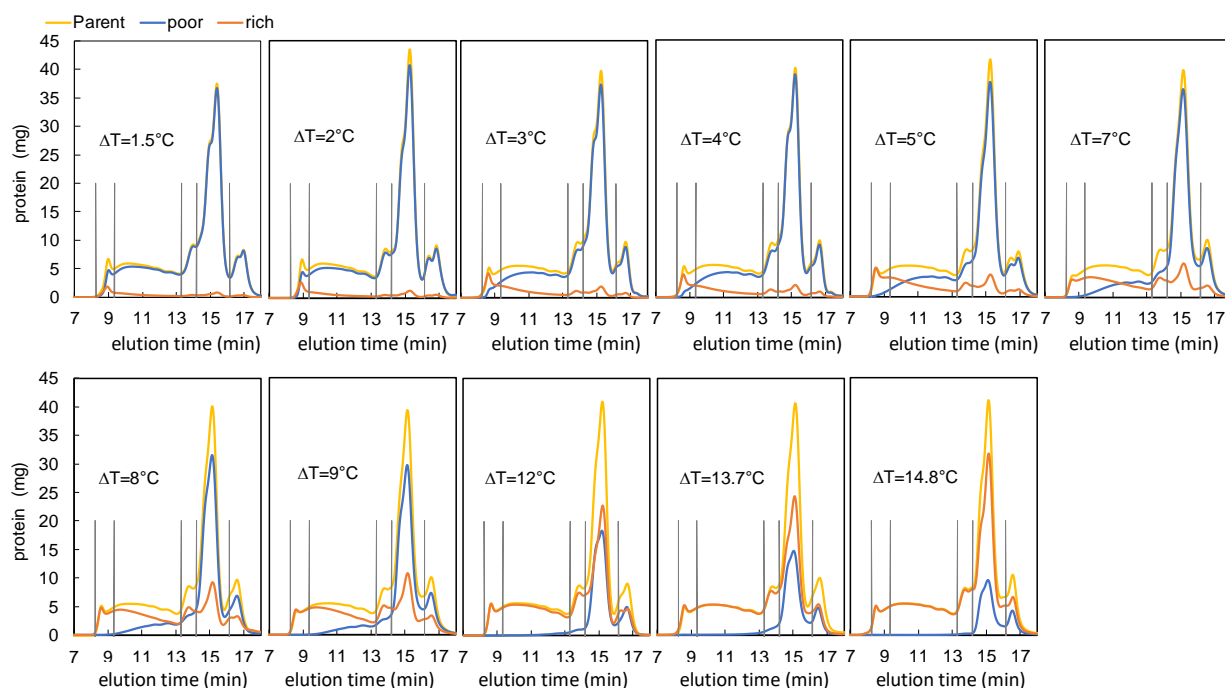 Parent poor rich
45
40
35
30
25
20
15
10
5
0
protein (mg)
ΔT=1.5°C ΔT=2°C ΔT=3°C ΔT=4°C ΔT=5°C ΔT=7°C
7 9 11 13 15 17 7 9 11 13 15 17 7 9 11 13 15 17 7 9 11 13 15 17 7 9 11 13 15 17 7 9 11 13 15 17
elution time (min) elution time (min) elution time (min) elution time (min) elution time (min) elution time (min)
45
40
35
30
25
20
15
10
5
0
protein (mg)
ΔT=8°C ΔT=9°C ΔT=12°C ΔT=13.7°C ΔT=14.8°C
7 9 11 13 15 17 7 9 11 13 15 17 7 9 11 13 15 17 7 9 11 13 15 17 7 9 11 13 15 17
elution time (min) elution time (min) elution time (min) elution time (min) elution time (min)